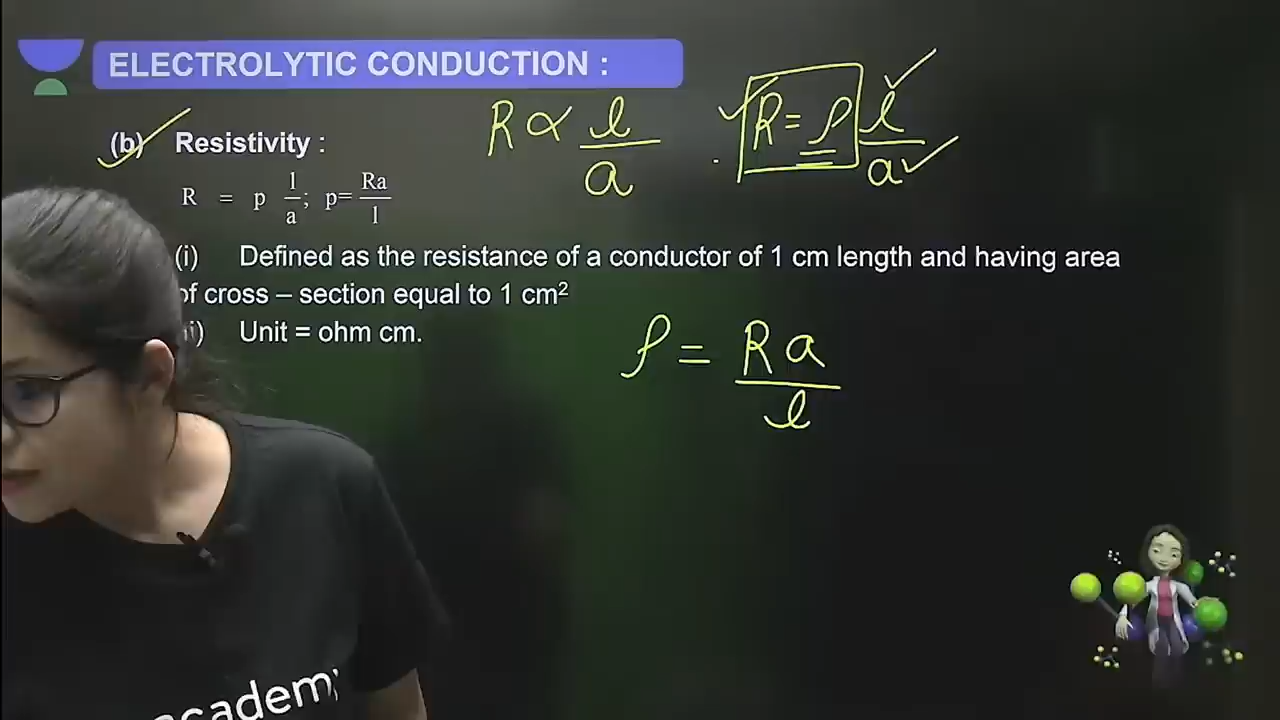 ELECTROLYTIC CONDUCTION :
(b) Resistivity :
R ∝ l/a
R = ρ l/a
R = p l/a; p= Ra/l
(i) Defined as the resistance of a conductor of 1 cm length and having area
of cross – section equal to 1 cm²
i) Unit = ohm cm.
ρ = Ra/l
academy